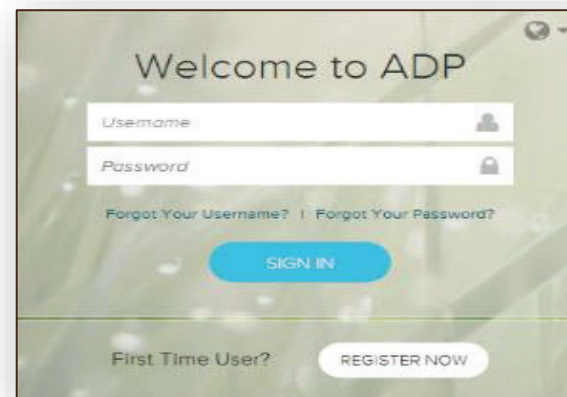 Welcome to ADP
Username
Password
Forgot Your Username? | Forgot Your Password?
SIGN IN
First Time User? REGISTER NOW